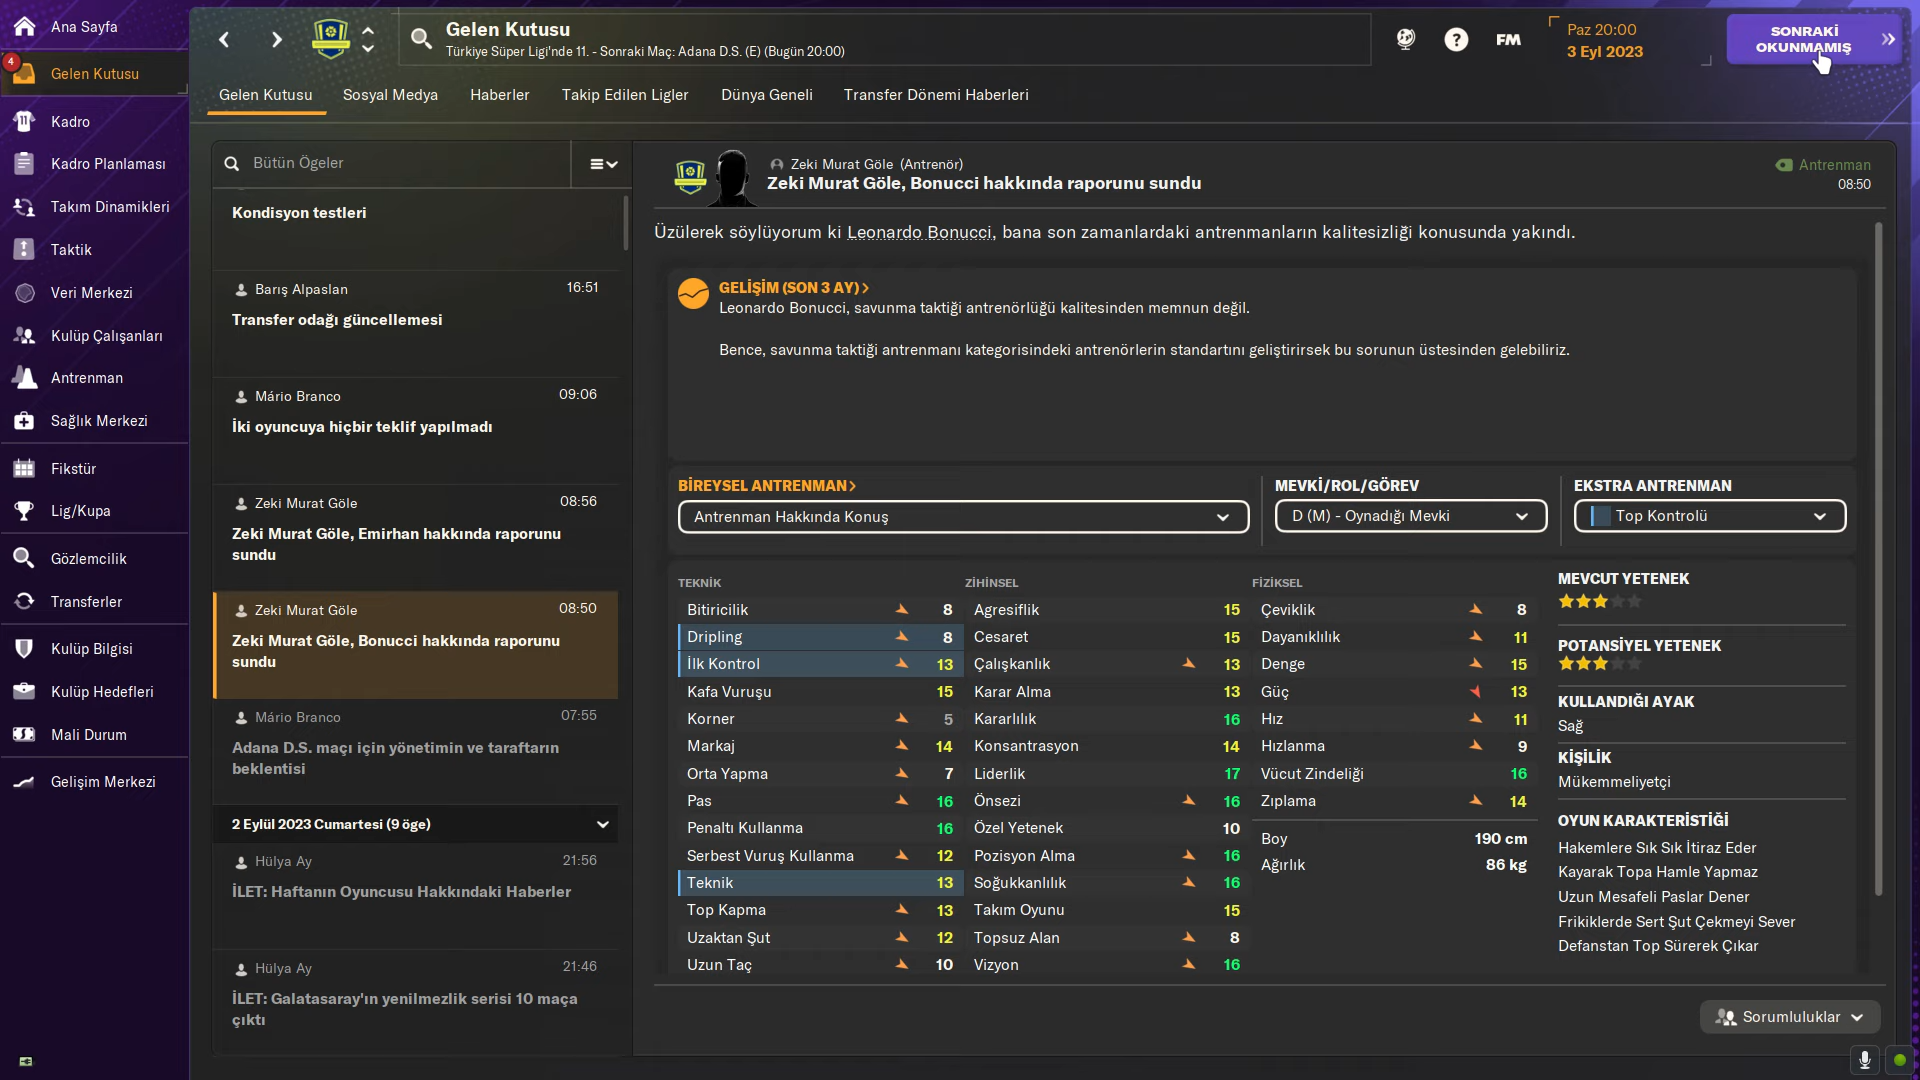 Ana Sayfa
4
Gelen Kutusu
11
Kadro
Kadro Planlaması
Takım Dinamikleri
Taktik
Veri Merkezi
Kulüp Çalışanları
Antrenman
Sağlık Merkezi
Fikstür
Lig/Kupa
Gözlemcilik
Transferler
Kulüp Bilgisi
Kulüp Hedefleri
Mali Durum
Gelişim Merkezi
Gelen Kutusu
Türkiye Süper Ligi'nde 11. - Sonraki Maç: Adana D.S. (E) (Bugün 20:00)
?
FM
Paz 20:00
3 Eyl 2023
SONRAKİ
OKUNMAMIŞ
Gelen Kutusu Sosyal Medya Haberler Takip Edilen Ligler Dünya Geneli Transfer Dönemi Haberleri
Bütün Ögeler
Kondisyon testleri
Barış Alpaslan 16:51
Transfer odağı güncellemesi
Mário Branco 09:06
İki oyuncuya hiçbir teklif yapılmadı
Zeki Murat Göle 08:56
Zeki Murat Göle, Emirhan hakkında raporunu
sundu
Zeki Murat Göle 08:50
Zeki Murat Göle, Bonucci hakkında raporunu
sundu
Mário Branco 07:55
Adana D.S. maçı için yönetimin ve taraftarın
beklentisi
2 Eylül 2023 Cumartesi (9 öge)
Hülya Ay 21:56
İLET: Haftanın Oyuncusu Hakkındaki Haberler
Hülya Ay 21:46
İLET: Galatasaray'ın yenilmezlik serisi 10 maça
çıktı
Zeki Murat Göle (Antrenör)
Zeki Murat Göle, Bonucci hakkında raporunu sundu
Antrenman
08:50
Üzülerek söylüyorum ki Leonardo Bonucci, bana son zamanlardaki antrenmanların kalitesizliği konusunda yakındı.
GELİŞİM (SON 3 AY) >
Leonardo Bonucci, savunma taktiği antrenörlüğü kalitesinden memnun değil.
Bence, savunma taktiği antrenmanı kategorisindeki antrenörlerin standartını geliştirirsek bu sorunun üstesinden gelebiliriz.
BİREYSEL ANTRENMAN > MEVKİ/ROL/GÖREV EKSTRA ANTRENMAN
Antrenman Hakkında Konuş D (M) - Oynadığı Mevki Top Kontrolü
TEKNİK ZİHİNSEL FİZİKSEL
Bitiricilik 8 Agresiflik 15 Çeviklik 8
Dripling 8 Cesaret 15 Dayanıklılık 11
İlk Kontrol 13 Çalışkanlık 13 Denge 15
Kafa Vuruşu 15 Karar Alma 13 Güç 13
Korner 5 Kararlılık 16 Hız 11
Markaj 14 Konsantrasyon 14 Hızlanma 9
Orta Yapma 7 Liderlik 17 Vücut Zindeliği 16
Pas 16 Önsezi 16 Zıplama 14
Penaltı Kullanma 16 Özel Yetenek 10
Serbest Vuruş Kullanma 12 Pozisyon Alma 16
Teknik 13 Soğukkanlılık 16
Top Kapma 13 Takım Oyunu 15
Uzaktan Şut 12 Topsuz Alan 8
Uzun Taç 10 Vizyon 16
Boy 190 cm
Ağırlık 86 kg
MEVCUT YETENEK
POTANSİYEL YETENEK
KULLANDIĞI AYAK
Sağ
KİŞİLİK
Mükemmeliyetçi
OYUN KARAKTERİSTİĞİ
Hakemlere Sık Sık İtiraz Eder
Kayarak Topa Hamle Yapmaz
Uzun Mesafeli Paslar Dener
Frikiklerde Sert Şut Çekmeyi Sever
Defanstan Top Sürerek Çıkar
Sorumluluklar